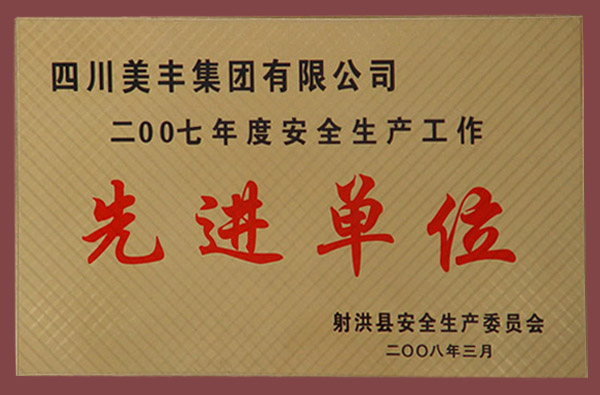 四川美丰集团有限公司
二00七年度安全生产工作
先进单位
射洪县安全生产委员会
二OO八年三月